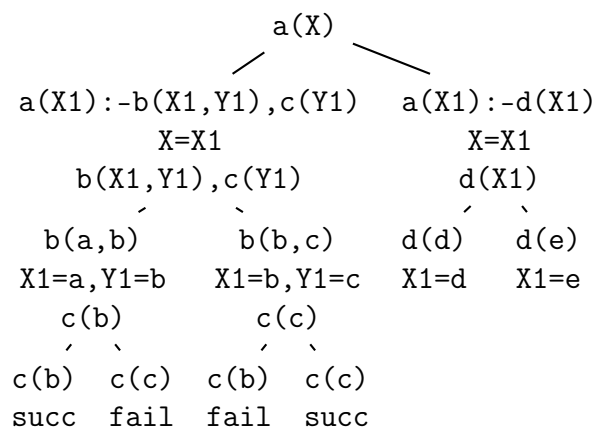 a(X)
a(X1):-b(X1,Y1),c(Y1) a(X1):-d(X1)
X=X1 X=X1
b(X1,Y1),c(Y1) d(X1)
b(a,b) b(b,c) d(d) d(e)
X1=a,Y1=b X1=b,Y1=c X1=d X1=e
c(b) c(c)
c(b) c(c) c(b) c(c)
succ fail fail succ